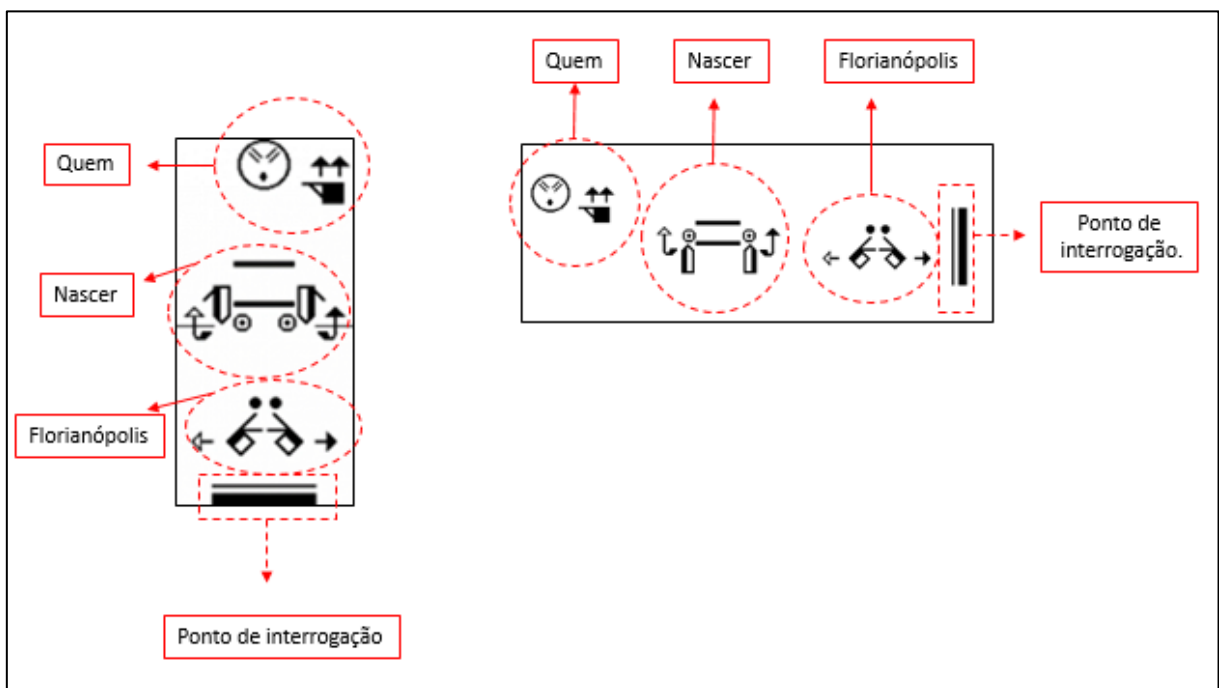 Quem
Nascer
Florianópolis
Ponto de interrogação
Quem
Nascer
Florianópolis
Ponto de
interrogação.